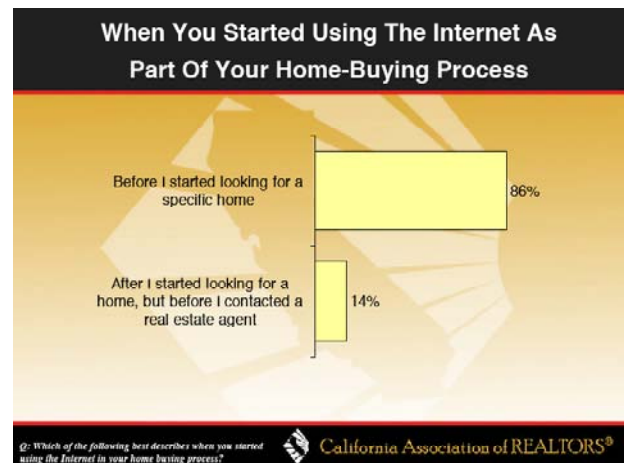 When You Started Using The Internet As
Part Of Your Home-Buying Process
Before I started looking for a
specific home
86%
After I started looking for a
home, but before I contacted a
real estate agent
14%
Q: Which of the following best describes when you started
using the Internet in your home buying process?
California Association of REALTORS®